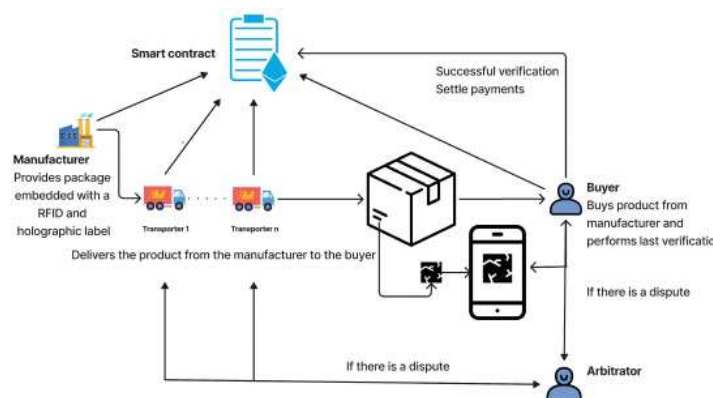 Smart contract
Successful verification
Settle payments
Manufacturer
Provides package
embedded with a
RFID and
holographic label
Transporter 1
Transporter n
Buyer
Buys product from
manufacturer and
performs last verificatio
Delivers the product from the manufacturer to the buyer
If there is a dispute
If there is a dispute
Arbitrator